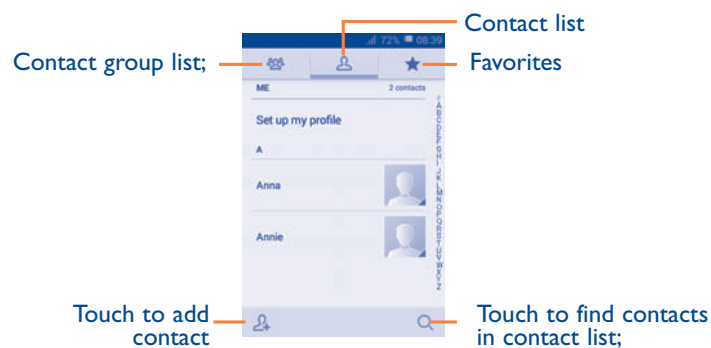 Contact list
72% 08:39
Contact group list;
Favorites
ME 2 contacts
Set up my profile
A
Anna
Annie
#
A
B
C
D
E
F
G
H
I
J
K
L
M
N
O
P
Q
R
S
T
U
V
W
X
Y
Z
Touch to add
contact
Touch to find contacts
in contact list;